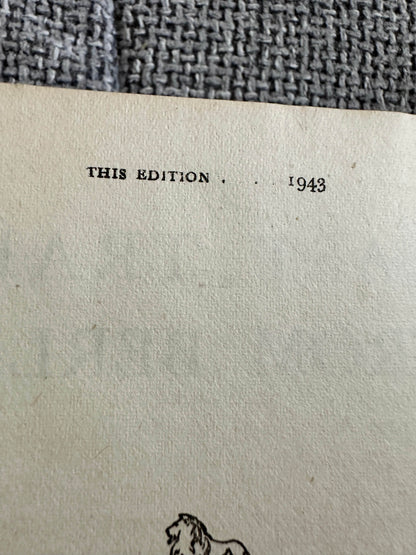 THIS EDITION . . . 1943